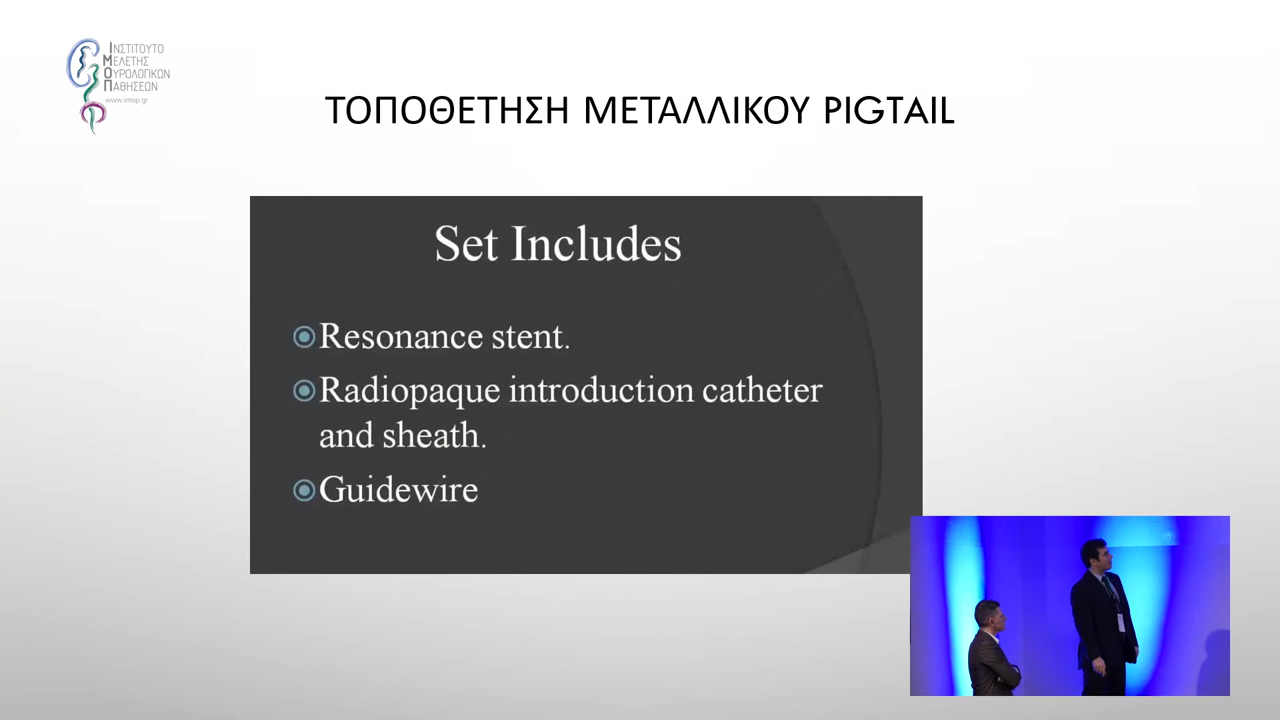 ΙΝΣΤΙΤΟΥΤΟ
ΜΕΛΕΤΗΣ
ΟΥΡΟΛΟΓΙΚΩΝ
ΠΑΘΗΣΕΩΝ
www.imop.gr
ΤΟΠΟΘΕΤΗΣΗ ΜΕΤΑΛΛΙΚΟΥ PIGTAIL
Set Includes
Resonance stent.
Radiopaque introduction catheter
and sheath.
Guidewire